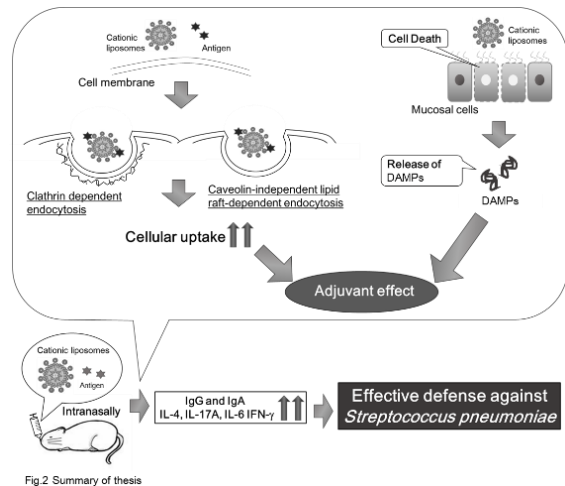 Cationic
liposomes
Antigen
Cell membrane
Clathrin dependent
endocytosis
Caveolin-independent lipid
raft-dependent endocytosis
Cellular uptake
Cell Death
Cationic
liposomes
Mucosal cells
Release of
DAMPs
DAMPs
Adjuvant effect
Cationic liposomes
Antigen
Intranasally
IgG and IgA
IL-4, IL-17A, IL-6 IFN-γ
Effective defense against
Streptococcus pneumoniae
Fig.2 Summary of thesis